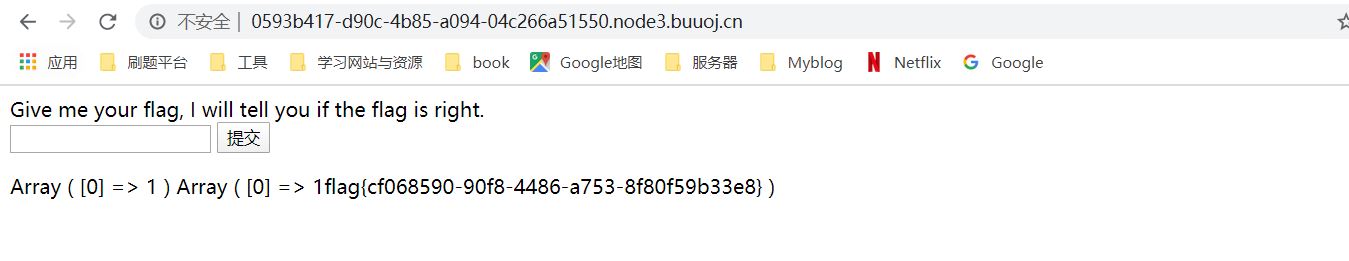 不安全 | 0593b417-d90c-4b85-a094-04c266a51550.node3.buuoj.cn
应用 刷题平台 工具 学习网站与资源 book Google地图 服务器 Myblog Netflix Google
Give me your flag, I will tell you if the flag is right.
提交
Array ( [0] => 1 ) Array ( [0] => 1flag{cf068590-90f8-4486-a753-8f80f59b33e8} )